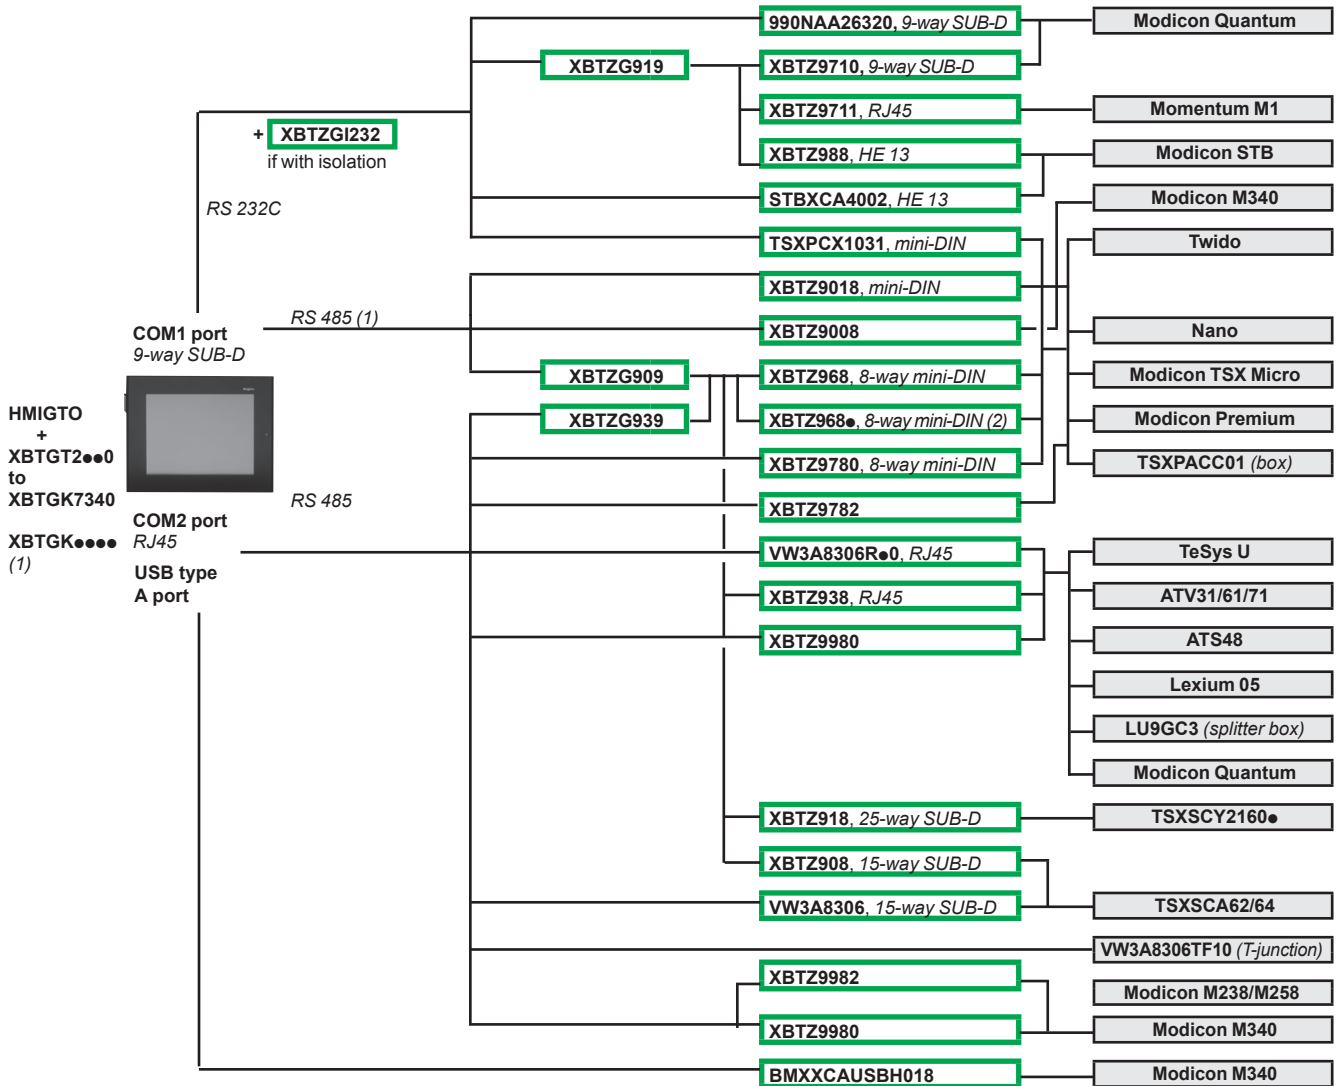 990NAA26320, 9-way SUB-D
Modicon Quantum
XBTZG919
XBTZ9710, 9-way SUB-D
XBTZ9711, RJ45
Momentum M1
+ XBTZGI232
if with isolation
XBTZ988, HE 13
Modicon STB
RS 232C
STBXCA4002, HE 13
Modicon M340
TSXPCX1031, mini-DIN
Twido
XBTZ9018, mini-DIN
RS 485 (1)
COM1 port
9-way SUB-D
XBTZ9008
Nano
XBTZG909
XBTZ968, 8-way mini-DIN
Modicon TSX Micro
XBTZG939
XBTZ968●, 8-way mini-DIN (2)
Modicon Premium
HMIGTO
+
XBTGT2●●0
to
XBTGK7340
XBTZ9780, 8-way mini-DIN
TSXPACC01 (box)
RS 485
XBTZ9782
COM2 port
RJ45
XBTGK●●●●
(1)
USB type
A port
VW3A8306R●0, RJ45
TeSys U
XBTZ938, RJ45
ATV31/61/71
XBTZ9980
ATS48
Lexium 05
LU9GC3 (splitter box)
Modicon Quantum
XBTZ918, 25-way SUB-D
TSXSCY2160●
XBTZ908, 15-way SUB-D
VW3A8306, 15-way SUB-D
TSXSCA62/64
VW3A8306TF10 (T-junction)
XBTZ9982
Modicon M238/M258
XBTZ9980
Modicon M340
BMXXCAUSBH018
Modicon M340